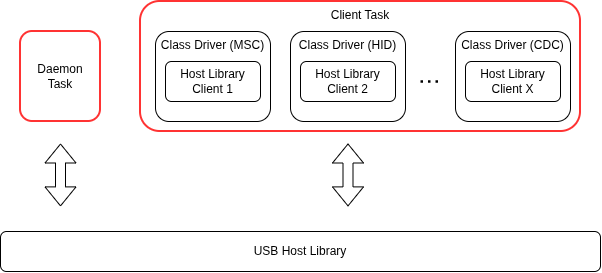 Client Task
Daemon
Task
Class Driver (MSC)
Host Library
Client 1
Class Driver (HID)
Host Library
Client 2
...
Class Driver (CDC)
Host Library
Client X
USB Host Library